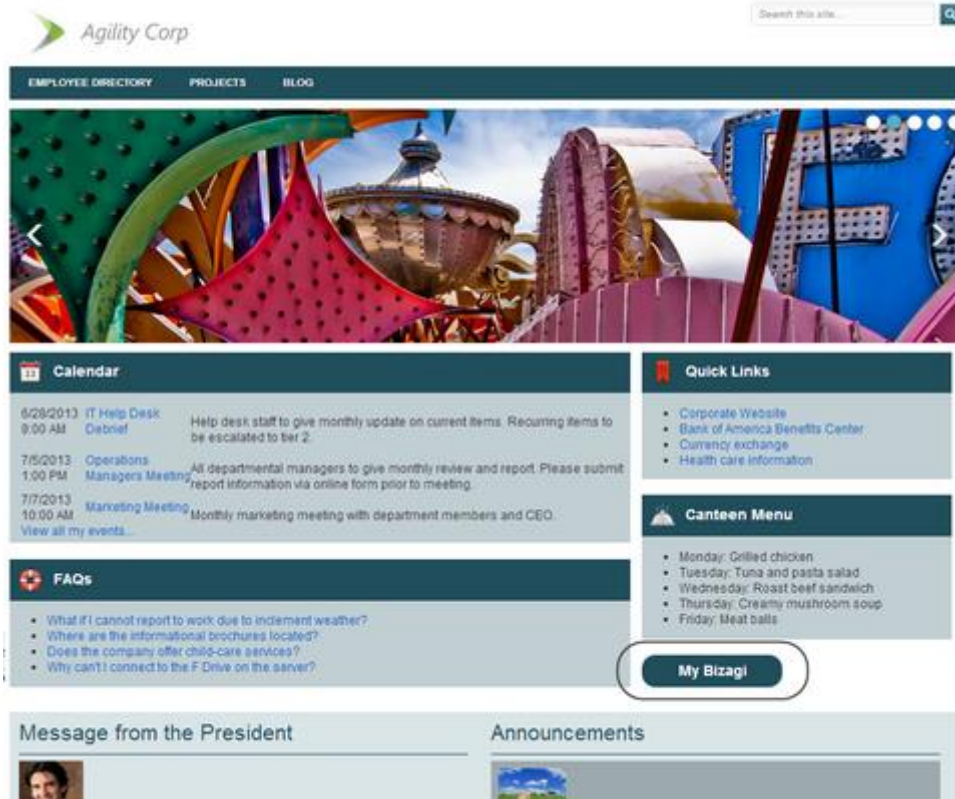 Agility Corp
Search this site...
EMPLOYEE DIRECTORY PROJECTS BLOG
FO
Calendar
6/28/2013 IT Help Desk
9:00 AM Debrief
Help desk staff to give monthly update on current items. Recurring items to
be escalated to tier 2.
7/5/2013 Operations
1:00 PM Managers Meeting
All departmental managers to give monthly review and report. Please submit
report information via online form prior to meeting.
7/7/2013
10:00 AM Marketing Meeting
Monthly marketing meeting with department members and CEO.
View all my events...
FAQs
What if I cannot report to work due to inclement weather?
Where are the informational brochures located?
Does the company offer child-care services?
Why can't I connect to the F Drive on the server?
Quick Links
Corporate Website
Bank of America Benefits Center
Currency exchange
Health care information
Canteen Menu
Monday: Grilled chicken
Tuesday: Tuna and pasta salad
Wednesday: Roast beef sandwich
Thursday: Creamy mushroom soup
Friday: Meat balls
My Bizagi
Message from the President
Announcements